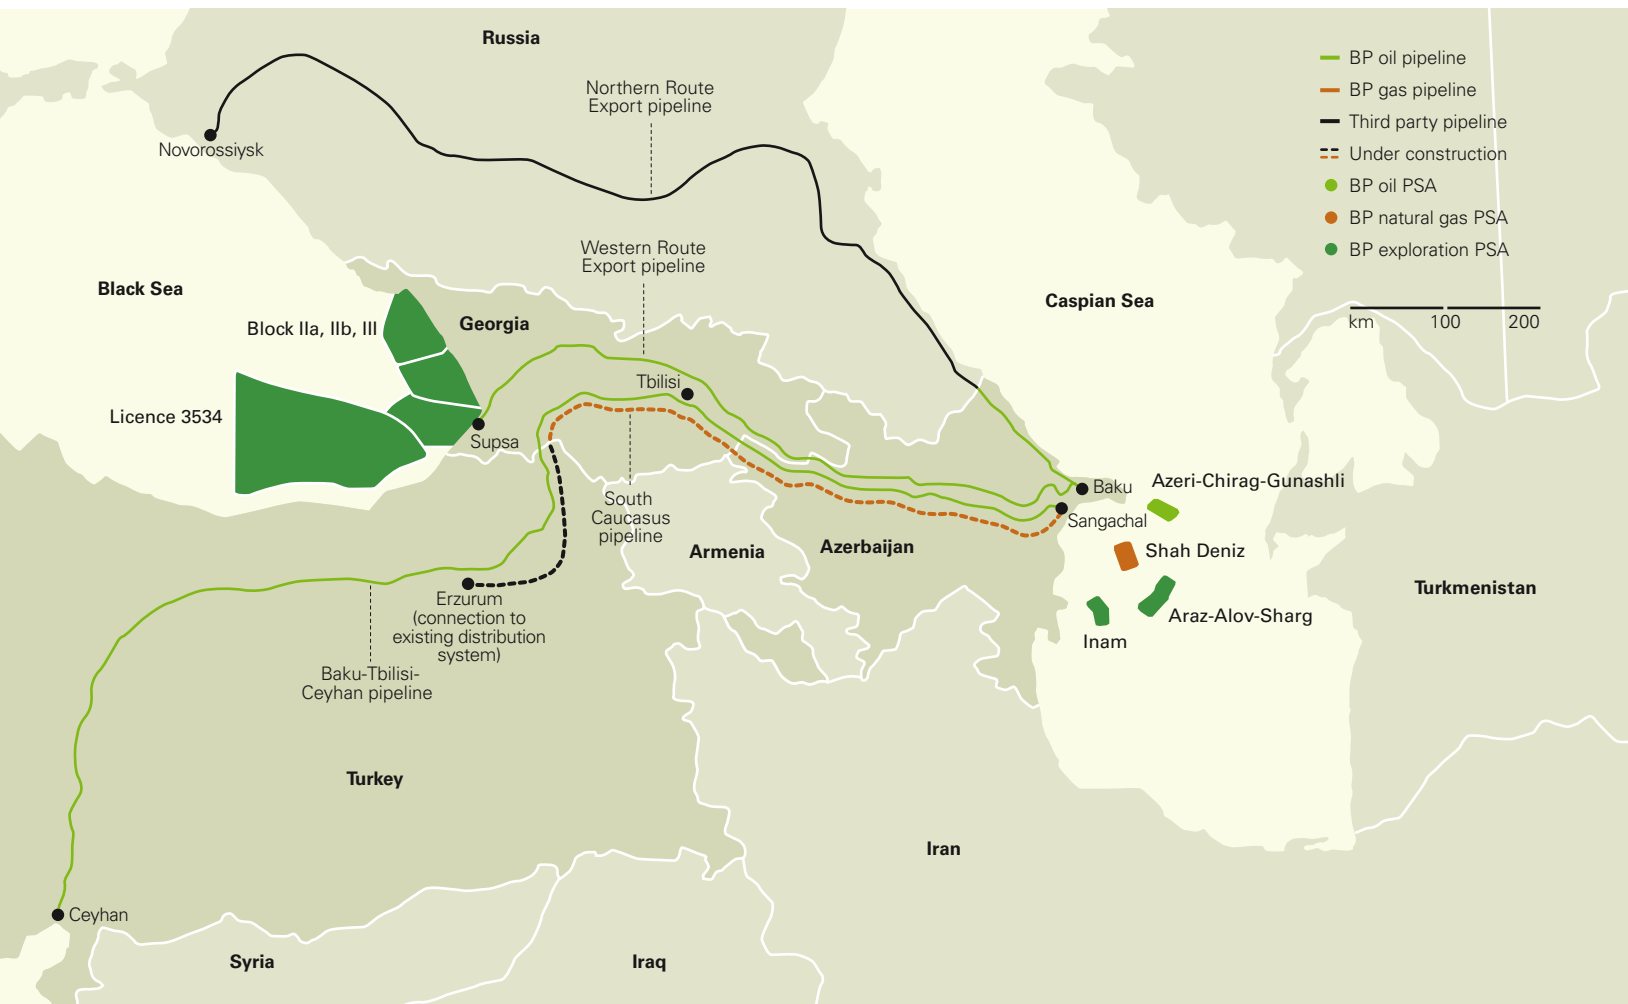 Russia
BP oil pipeline
BP gas pipeline
Third party pipeline
Under construction
BP oil PSA
BP natural gas PSA
BP exploration PSA
km 100 200
Northern Route
Export pipeline
Novorossiysk
Western Route
Export pipeline
Black Sea
Caspian Sea
Block IIa, IIb, III
Georgia
Tbilisi
Licence 3534
Supsa
Baku
Azeri-Chirag-Gunashli
Sangachal
South
Caucasus
pipeline
Armenia
Azerbaijan
Shah Deniz
Turkmenistan
Erzurum
(connection to
existing distribution
system)
Araz-Alov-Sharg
Inam
Baku-Tbilisi-
Ceyhan pipeline
Turkey
Iran
Ceyhan
Syria
Iraq